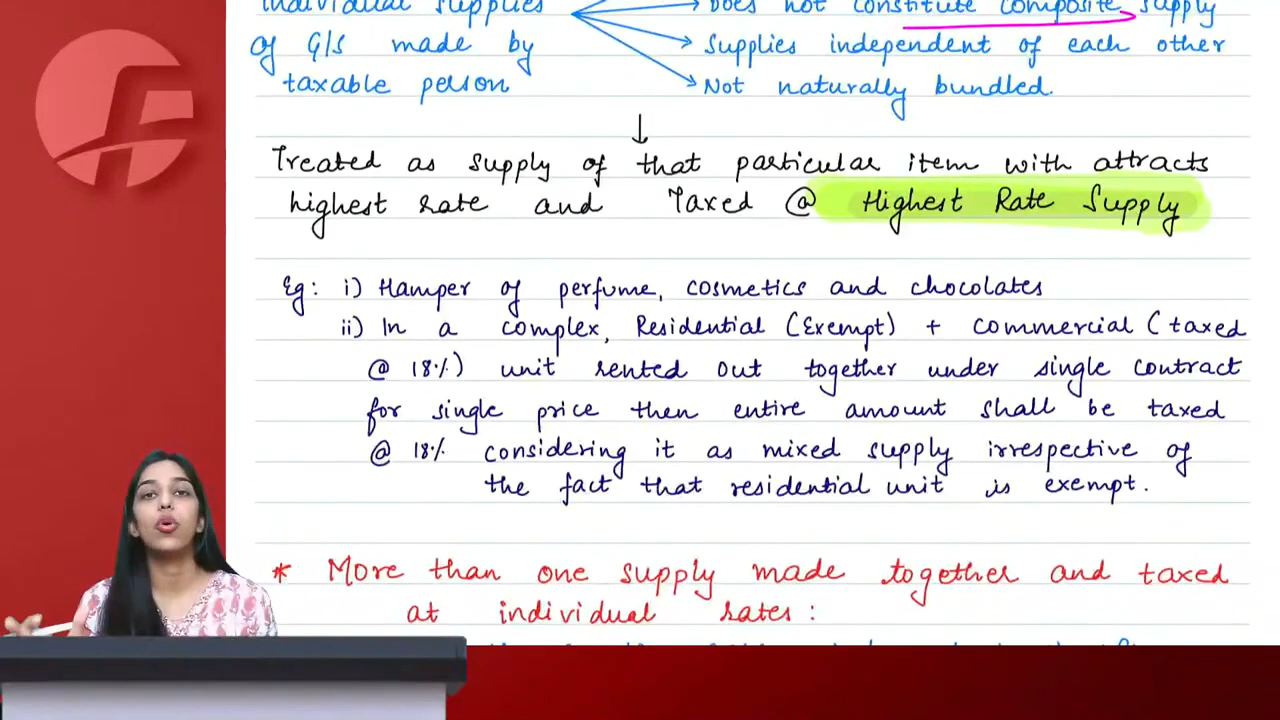 individual supplies
Does not constitute composite supply
of G/S made by
Supplies independent of each other
taxable person
Not naturally bundled.
Treated as supply of that particular item with attracts
highest rate and Taxed @ Highest Rate Supply
Eg: i) Hamper of perfume, cosmetics and chocolates
ii) In a complex, Residential (Exempt) + commercial (taxed
@ 18%) unit rented out together under single contract
for single price then entire amount shall be taxed
@ 18% considering it as mixed supply irrespective of
the fact that residential unit is exempt.
* More than one supply made together and taxed
at individual rates: